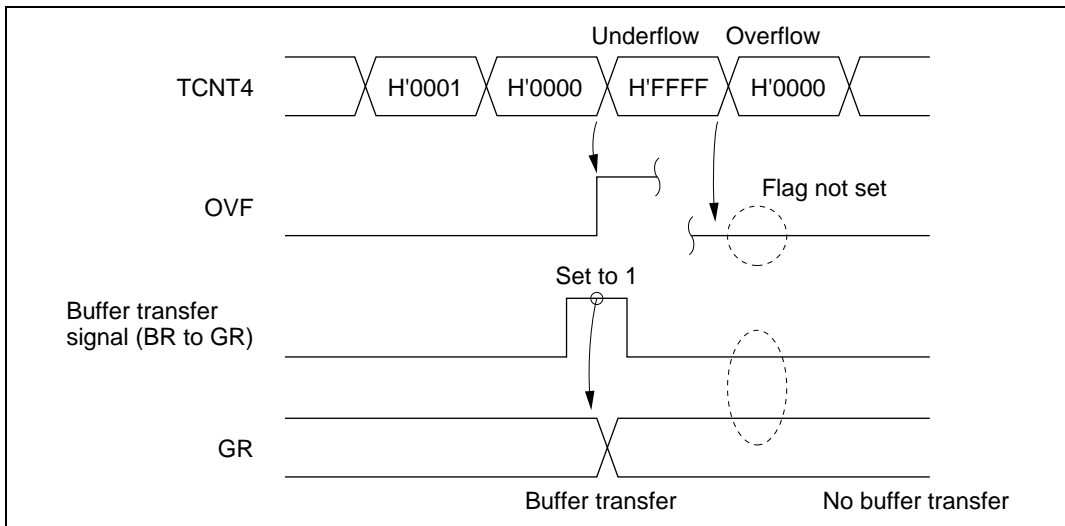 Underflow Overflow
TCNT4 H'0001 H'0000 H'FFFF H'0000
Flag not set
OVF
Set to 1
Buffer transfer
signal (BR to GR)
GR
Buffer transfer No buffer transfer